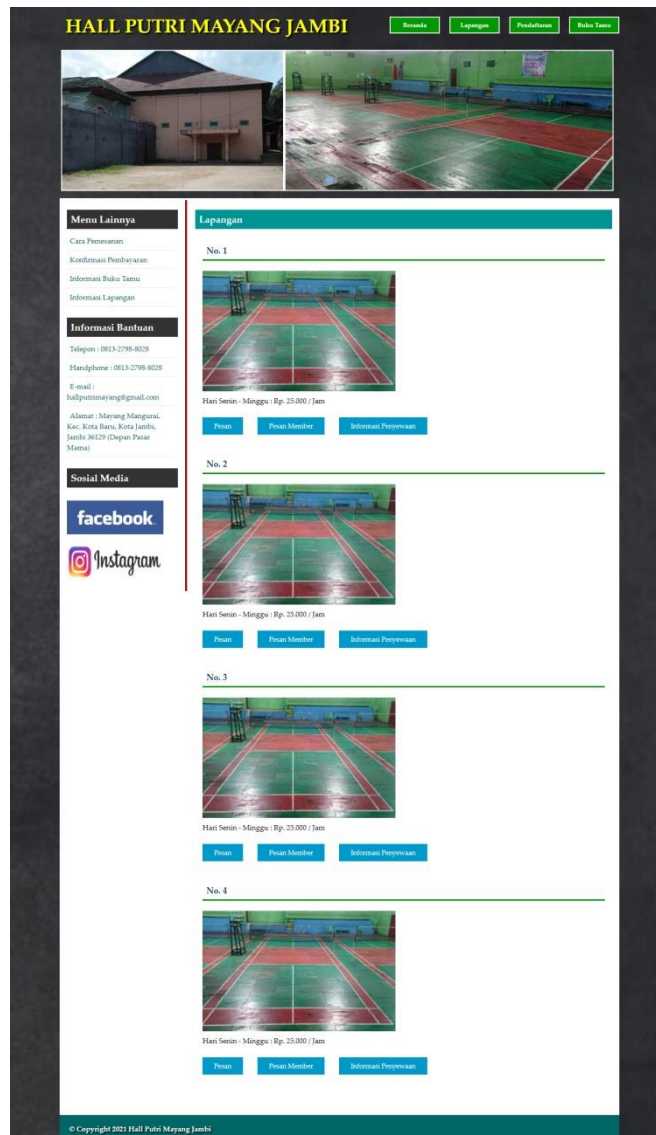 HALL PUTRI MAYANG JAMBI
Beranda
Lapangan
Pendaftaran
Buku Tamu
Menu Lainnya
Cara Pemesanan
Konfirmasi Pembayaran
Informasi Buku Tamu
Informasi Lapangan
Informasi Bantuan
Telepon : 0813-2798-8028
Handphone : 0813-2798-8028
E-mail :
hallputrimayang@gmail.com
Alamat : Mayang Mangurai,
Kec. Kota Baru, Kota Jambi,
Jambi 36129 (Depan Pasar
Mama)
Sosial Media
facebook.
Instagram
Lapangan
No. 1
Hari Senin - Minggu : Rp. 25.000 / Jam
Pesan
Pesan Member
Informasi Penyewaan
No. 2
Hari Senin - Minggu : Rp. 25.000 / Jam
Pesan
Pesan Member
Informasi Penyewaan
No. 3
Hari Senin - Minggu : Rp. 25.000 / Jam
Pesan
Pesan Member
Informasi Penyewaan
No. 4
Hari Senin - Minggu : Rp. 25.000 / Jam
Pesan
Pesan Member
Informasi Penyewaan
© Copyright 2021 Hall Putri Mayang Jambi